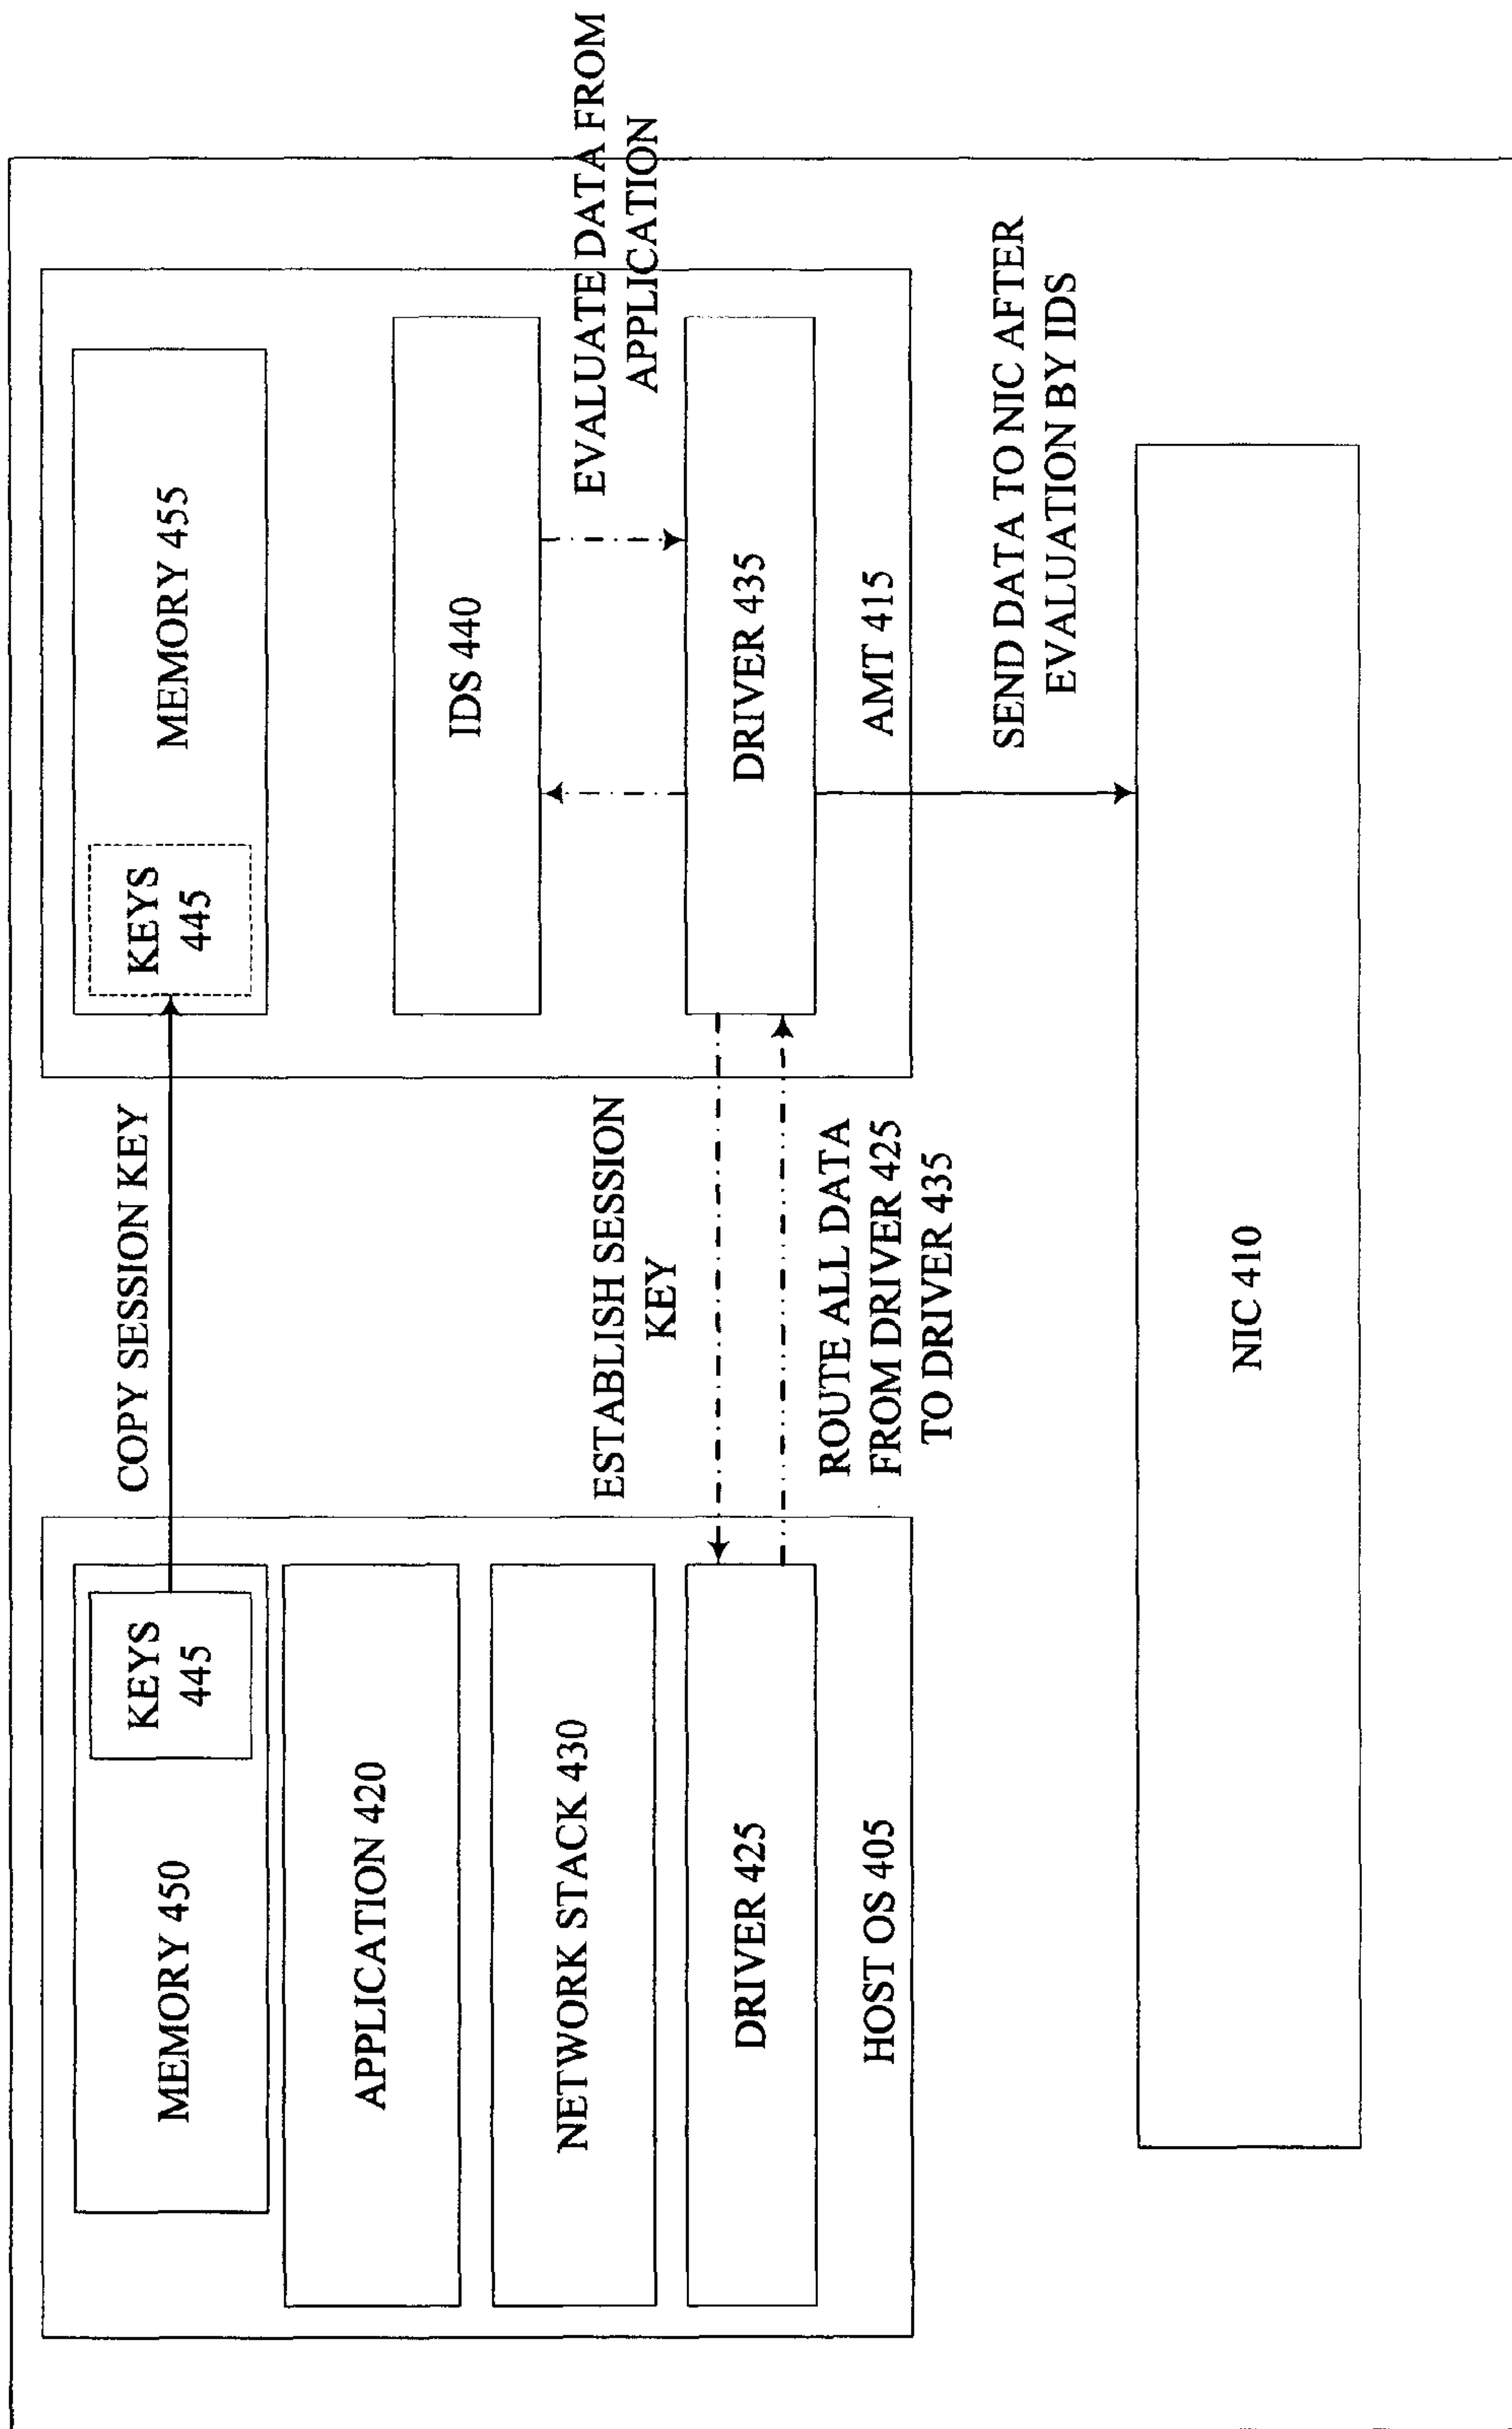 MEMORY 450
KEYS
445
APPLICATION 420
NETWORK STACK 430
DRIVER 425
HOST OS 405
COPY SESSION KEY
ESTABLISH SESSION
KEY
ROUTE ALL DATA
FROM DRIVER 425
TO DRIVER 435
KEYS
445
MEMORY 455
IDS 440
EVALUATE DATA FROM
APPLICATION
DRIVER 435
AMT 415
SEND DATA TO NIC AFTER
EVALUATION BY IDS
NIC 410